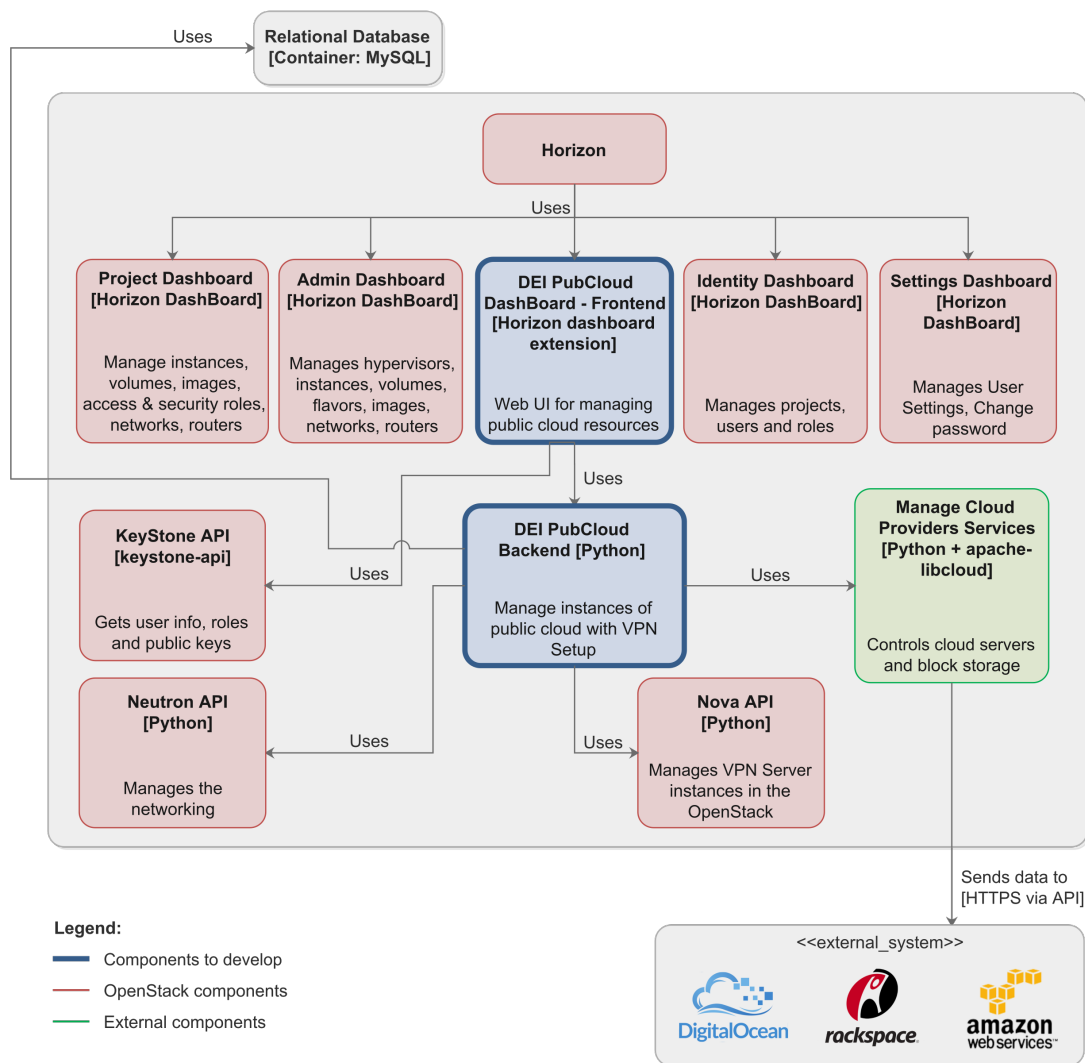 Uses
Relational Database
[Container: MySQL]
Horizon
Uses
Project Dashboard
[Horizon DashBoard]
Manage instances,
volumes, images,
access & security roles,
networks, routers
Admin Dashboard
[Horizon DashBoard]
Manages hypervisors,
instances, volumes,
flavors, images,
networks, routers
DEI PubCloud
DashBoard - Frontend
[Horizon dashboard
extension]
Web UI for managing
public cloud resources
Identity Dashboard
[Horizon DashBoard]
Manages projects,
users and roles
Settings Dashboard
[Horizon
DashBoard]
Manages User
Settings, Change
password
Uses
KeyStone API
[keystone-api]
Gets user info, roles
and public keys
Uses
DEI PubCloud
Backend [Python]
Manage instances of
public cloud with VPN
Setup
Uses
Manage Cloud
Providers Services
[Python + apache-
libcloud]
Controls cloud servers
and block storage
Neutron API
[Python]
Manages the
networking
Uses
Uses
Nova API
[Python]
Manages VPN Server
instances in the
OpenStack
Sends data to
[HTTPS via API]
Legend:
Components to develop
OpenStack components
External components
<<external_system>>
DigitalOcean
rackspace
amazon
webservices™